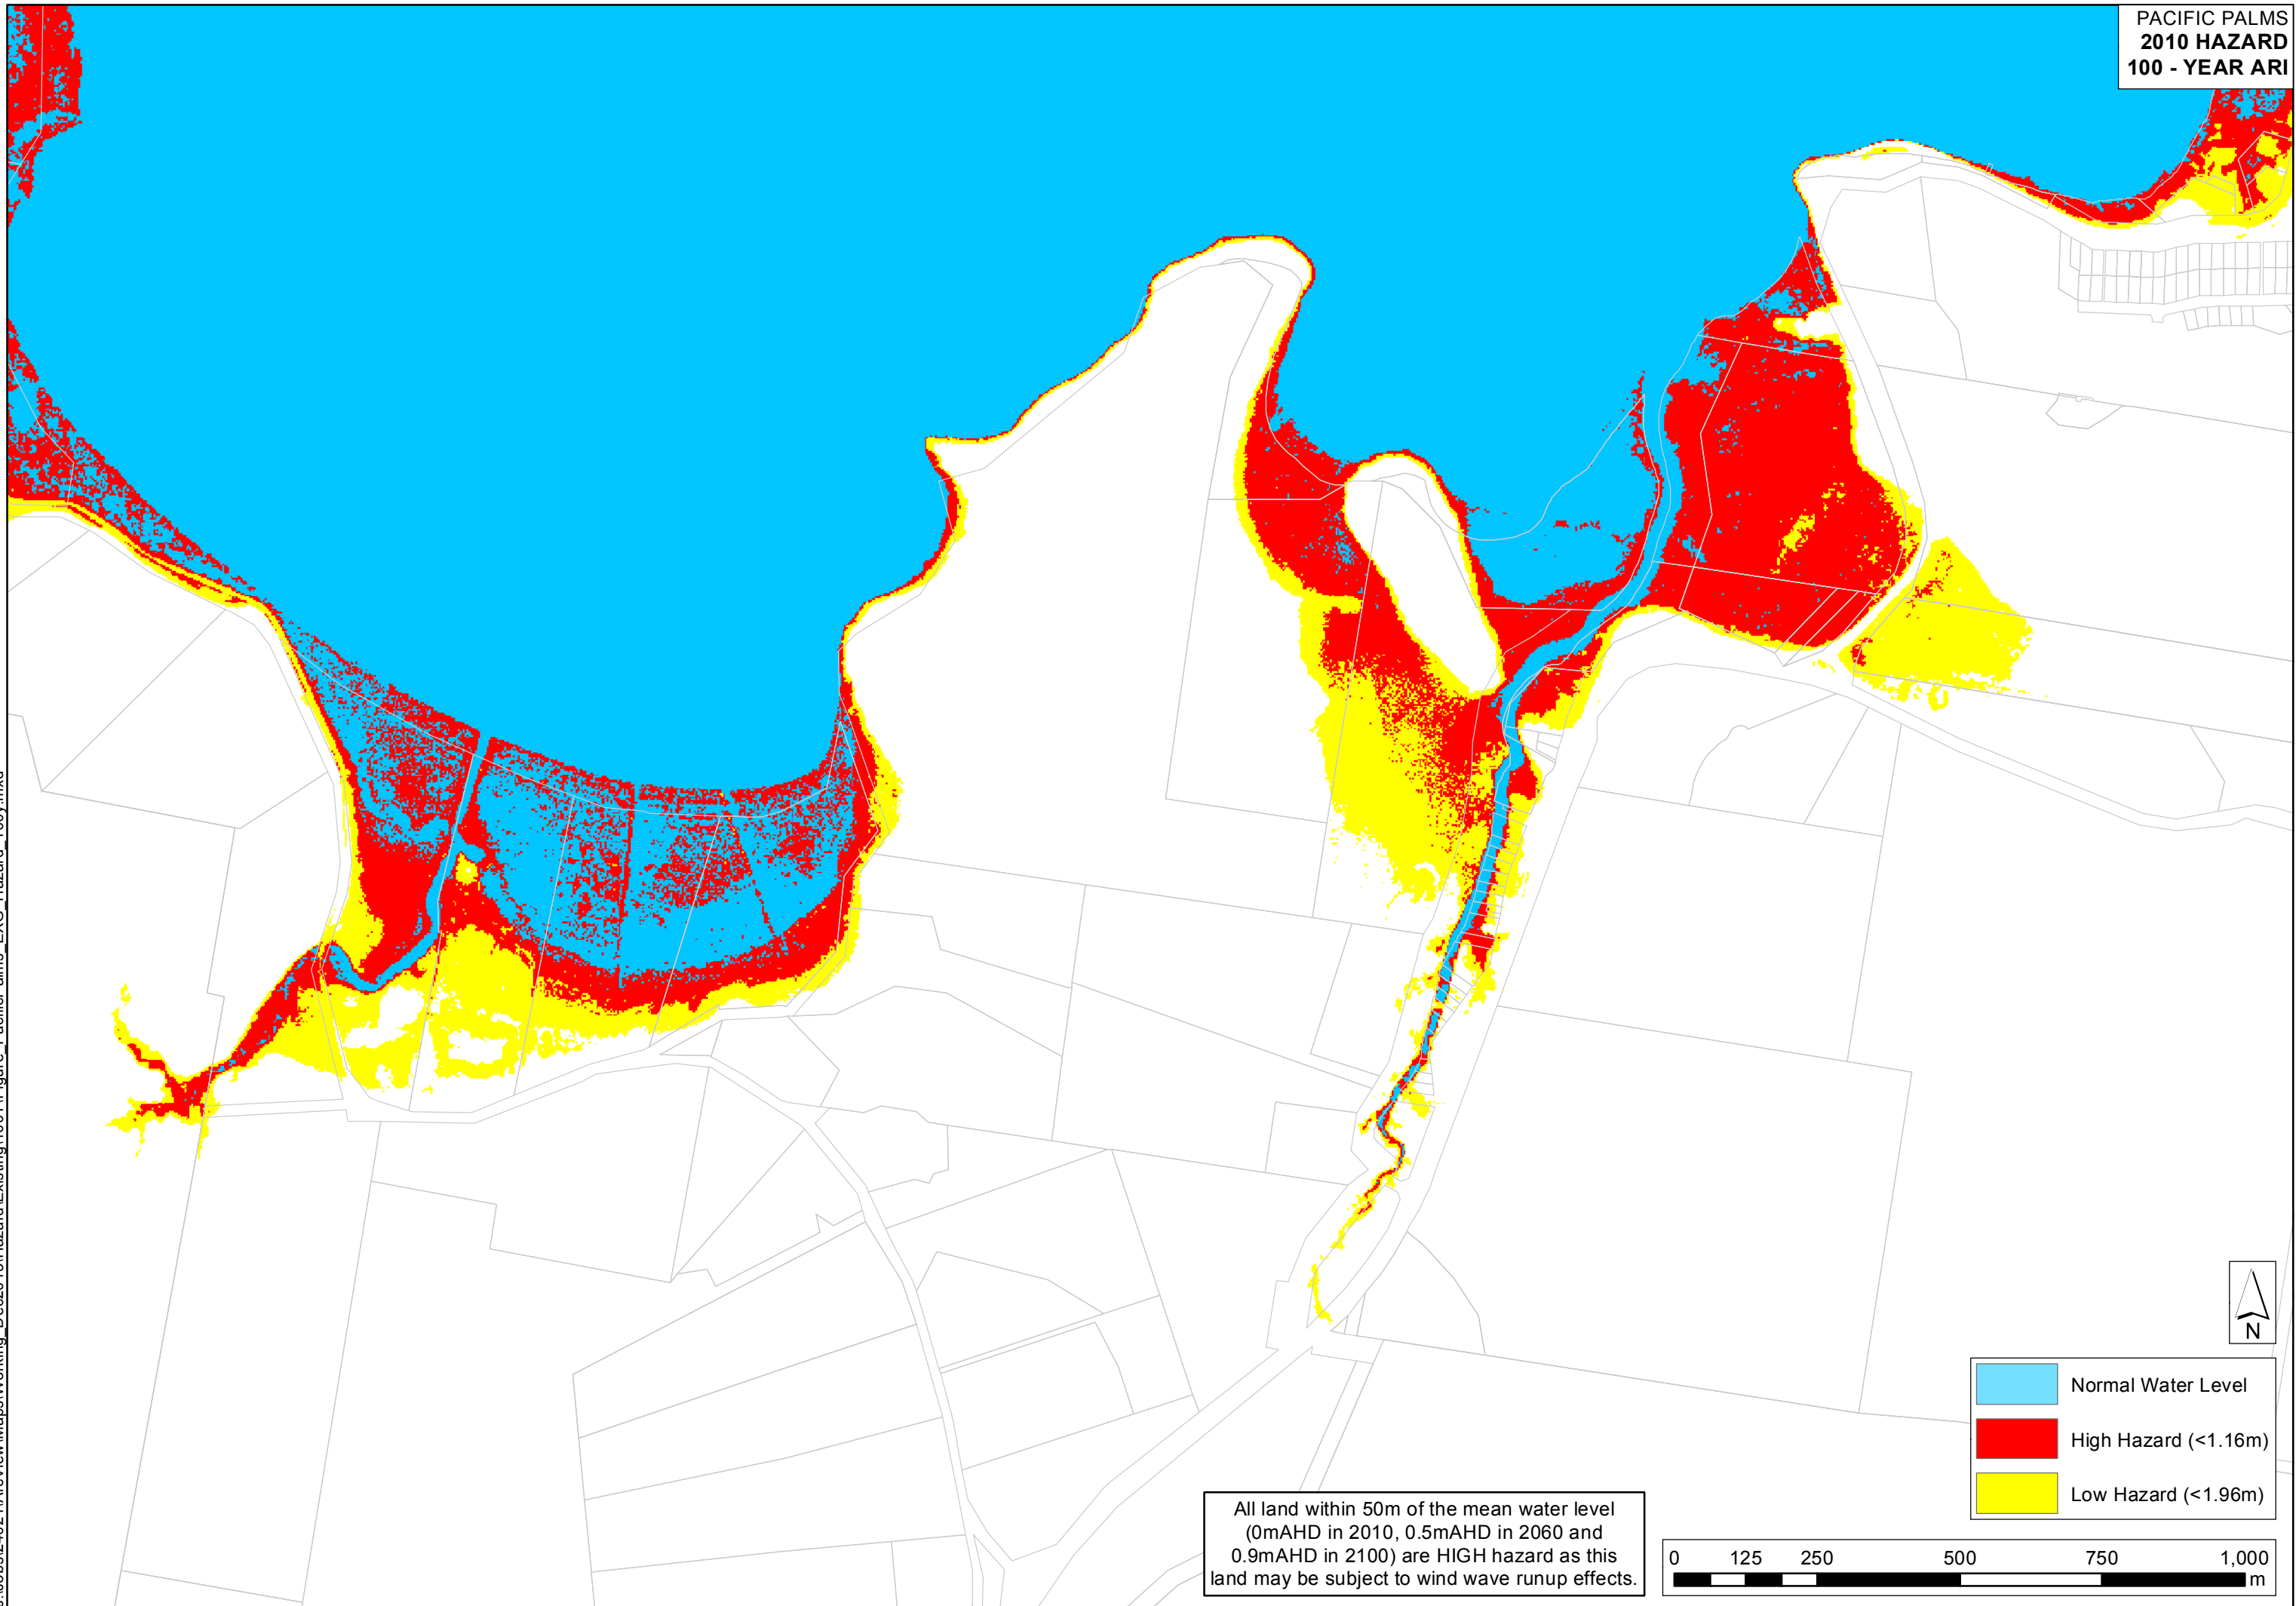 PACIFIC PALMS
2010 HAZARD
100 - YEAR ARI
N
Normal Water Level
High Hazard (<1.16m)
Low Hazard (<1.96m)
All land within 50m of the mean water level
(0mAHD in 2010, 0.5mAHD in 2060 and
0.9mAHD in 2100) are HIGH hazard as this
land may be subject to wind wave runup effects.
0 125 250 500 750 1,000
m